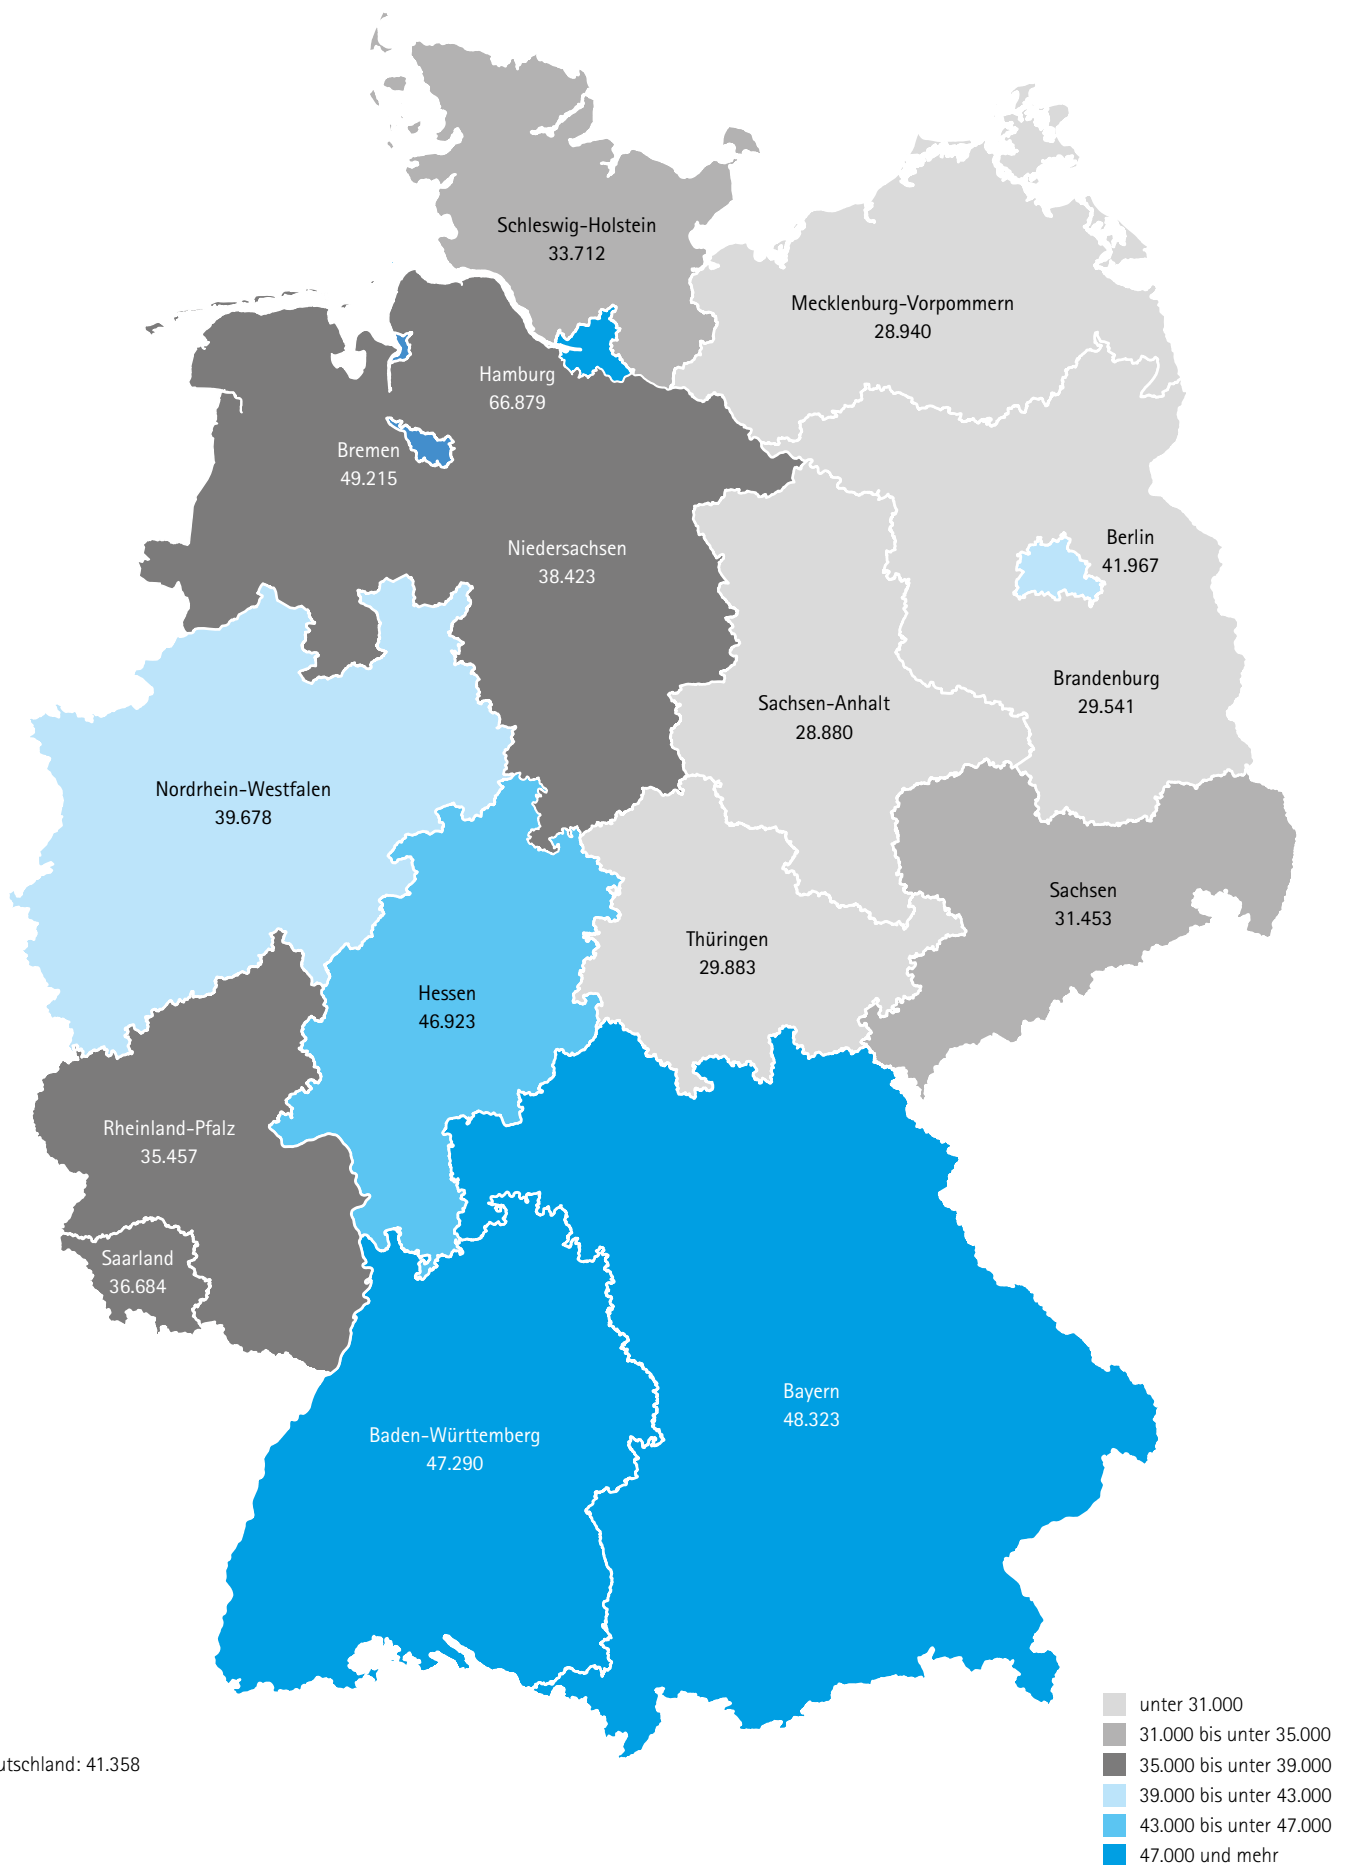 Schleswig-Holstein
33.712
Mecklenburg-Vorpommern
28.940
Hamburg
66.879
Bremen
49.215
Niedersachsen
38.423
Berlin
41.967
Brandenburg
29.541
Sachsen-Anhalt
28.880
Nordrhein-Westfalen
39.678
Sachsen
31.453
Thüringen
29.883
Hessen
46.923
Rheinland-Pfalz
35.457
Saarland
36.684
Bayern
48.323
Baden-Württemberg
47.290
unter 31.000
31.000 bis unter 35.000
35.000 bis unter 39.000
39.000 bis unter 43.000
43.000 bis unter 47.000
47.000 und mehr
utschland: 41.358